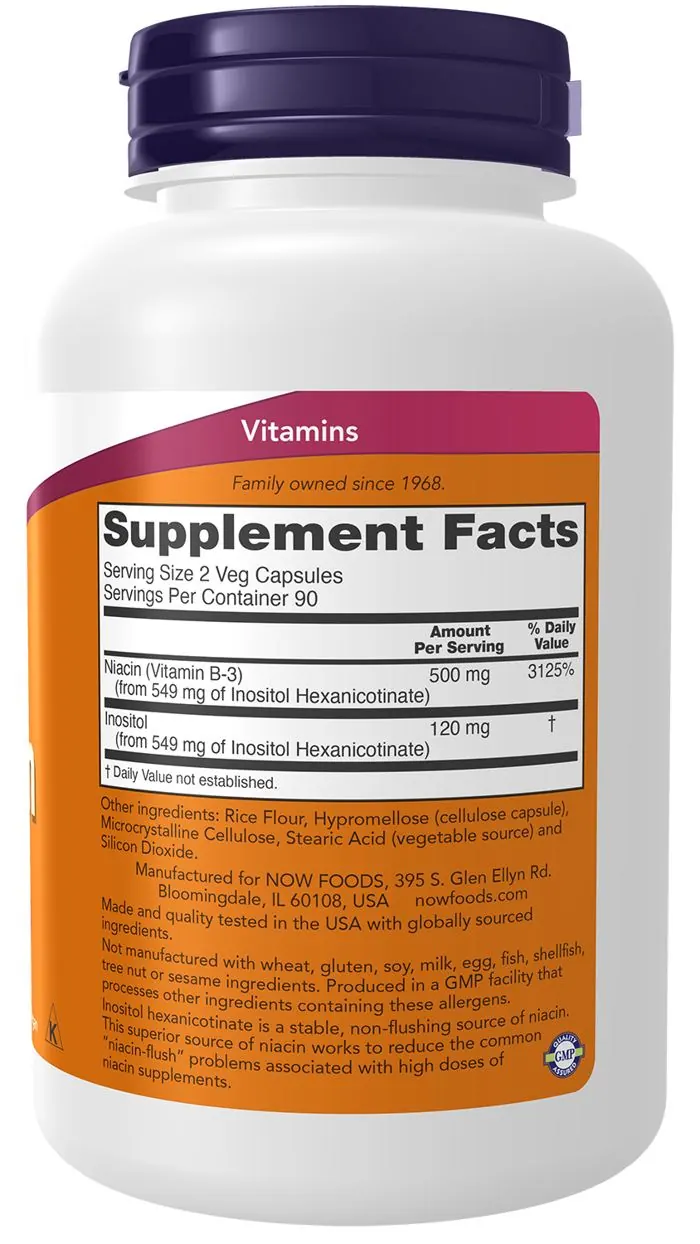 Vitamins
Family owned since 1968.
Supplement Facts
Serving Size 2 Veg Capsules
Servings Per Container 90
Amount Per Serving
% Daily Value
Niacin (Vitamin B-3) 500 mg 3125%
(from 549 mg of Inositol Hexanicotinate)
Inositol 120 mg †
(from 549 mg of Inositol Hexanicotinate)
† Daily Value not established.
Other ingredients: Rice Flour, Hypromellose (cellulose capsule),
Microcrystalline Cellulose, Stearic Acid (vegetable source) and
Silicon Dioxide.
Manufactured for NOW FOODS, 395 S. Glen Ellyn Rd.
Bloomingdale, IL 60108, USA nowfoods.com
Made and quality tested in the USA with globally sourced
ingredients.
Not manufactured with wheat, gluten, soy, milk, egg, fish, shellfish,
tree nut or sesame ingredients. Produced in a GMP facility that
processes other ingredients containing these allergens.
Inositol hexanicotinate is a stable, non-flushing source of niacin.
This superior source of niacin works to reduce the common
"niacin-flush" problems associated with high doses of
niacin supplements.
K
QUALITY
GMP
ASSURED